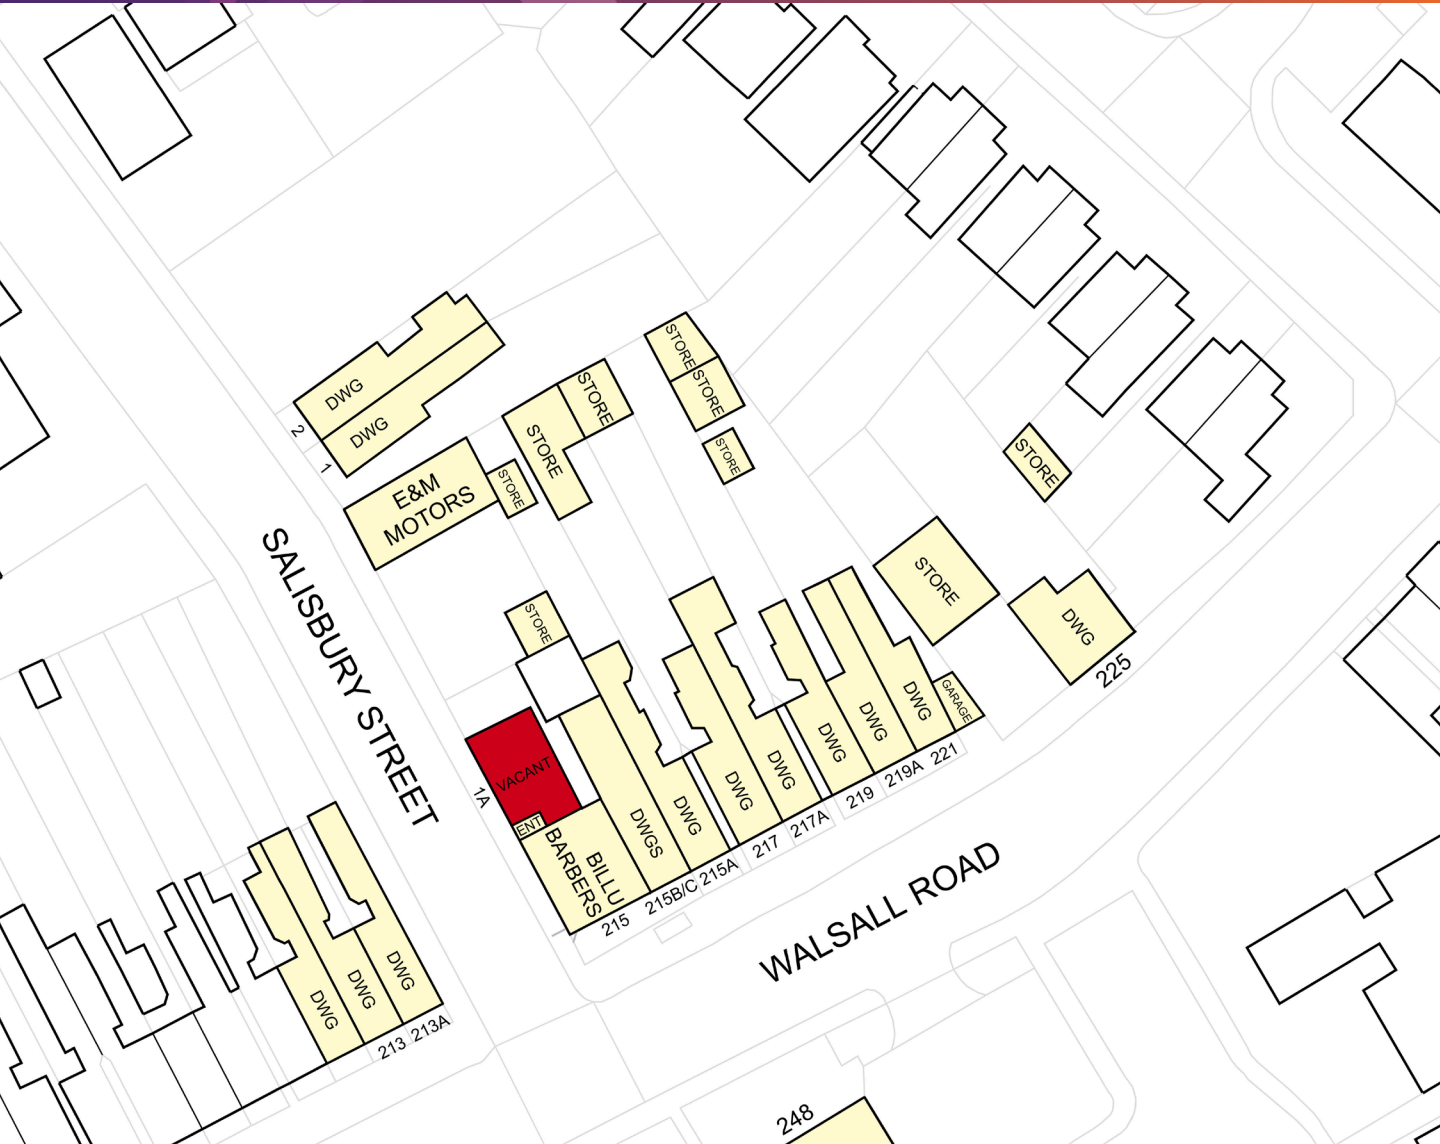 STORE
STORE
STORE
DWG
2
DWG
1
STORE
STORE
E&M
MOTORS
STORE
STORE
STORE
SALISBURY STREET
STORE
DWG
225
VACANT
1A
ENT
BILLU
BARBERS
215
DWGS
215B/C
DWG
215A
DWG
217
DWG
217A
DWG
219
DWG
219A
DWG
221
GARAGE
WALSALL ROAD
DWG
DWG
213
DWG
213A
248